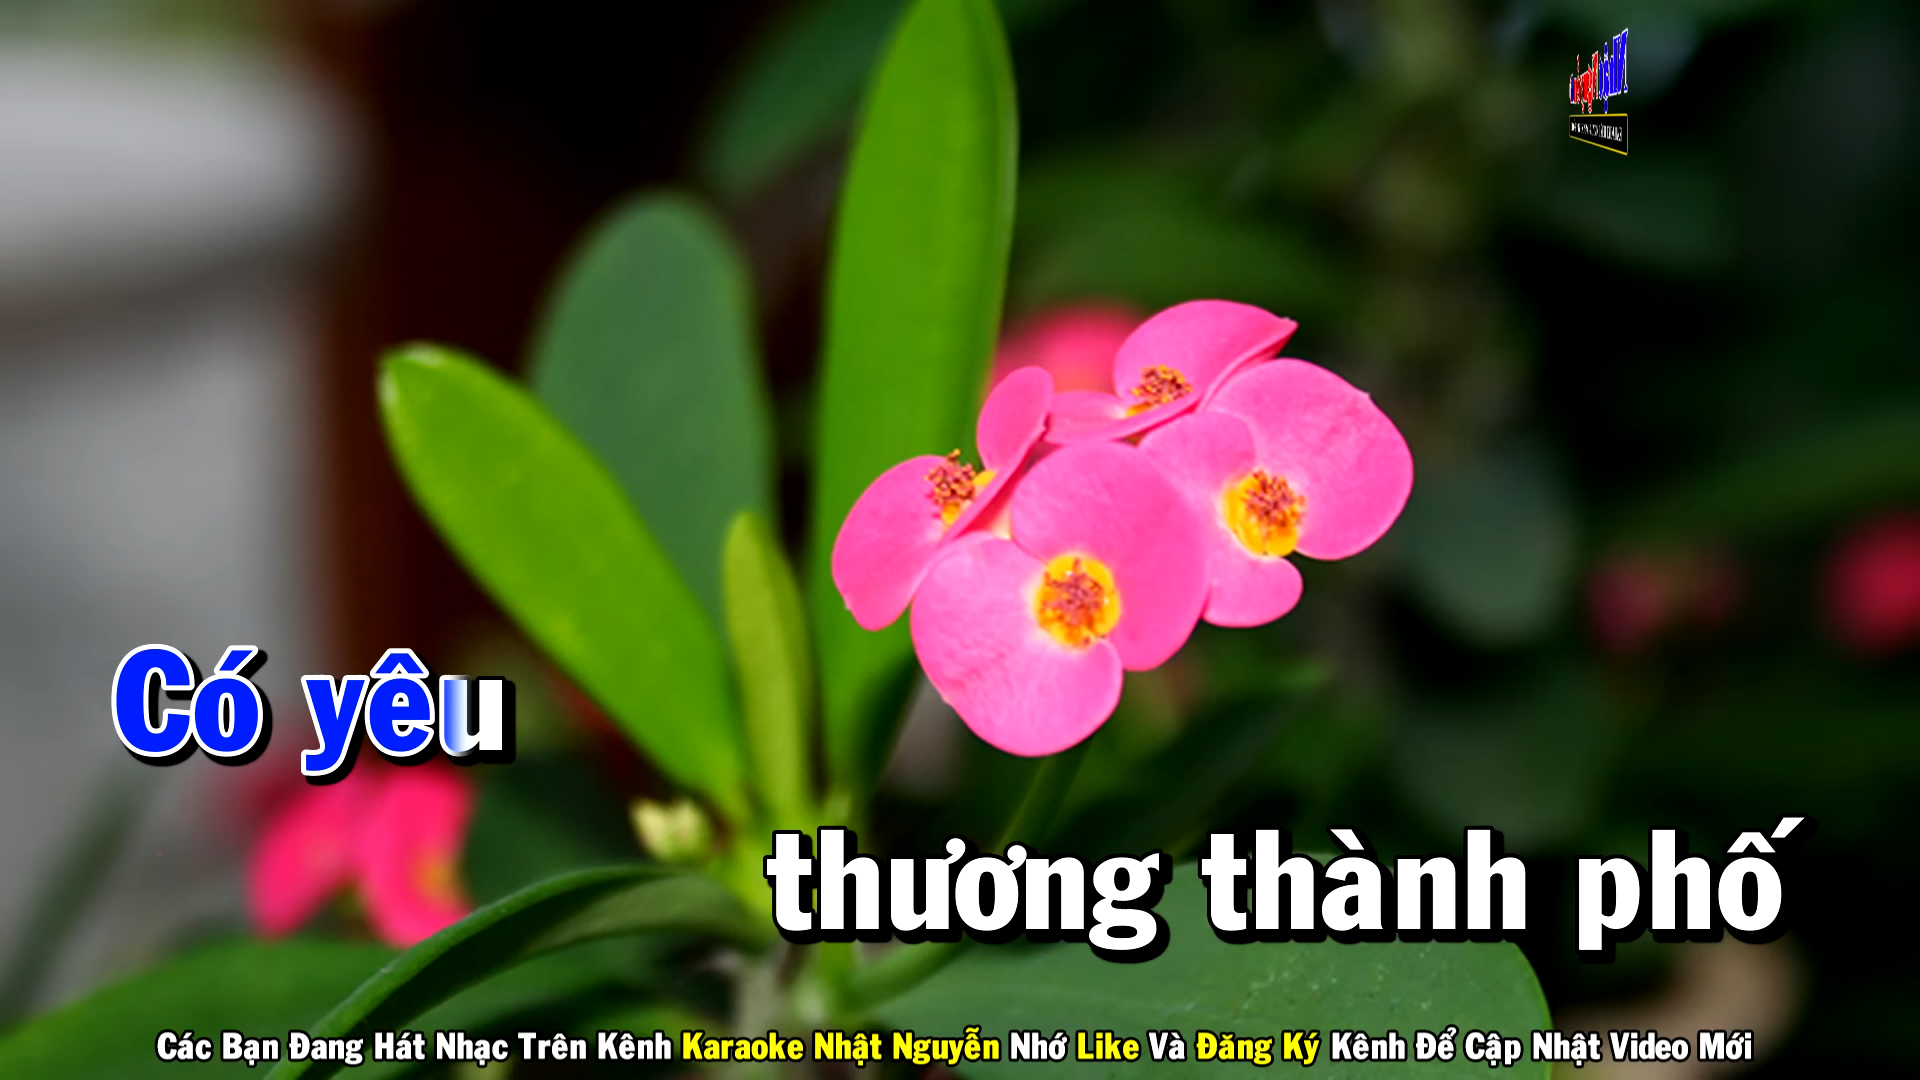 Có yêu
thương thành phố
Các Bạn Đang Hát Nhạc Trên Kênh Karaoke Nhật Nguyễn Nhớ Like Và Đăng Ký Kênh Để Cập Nhật Video Mới